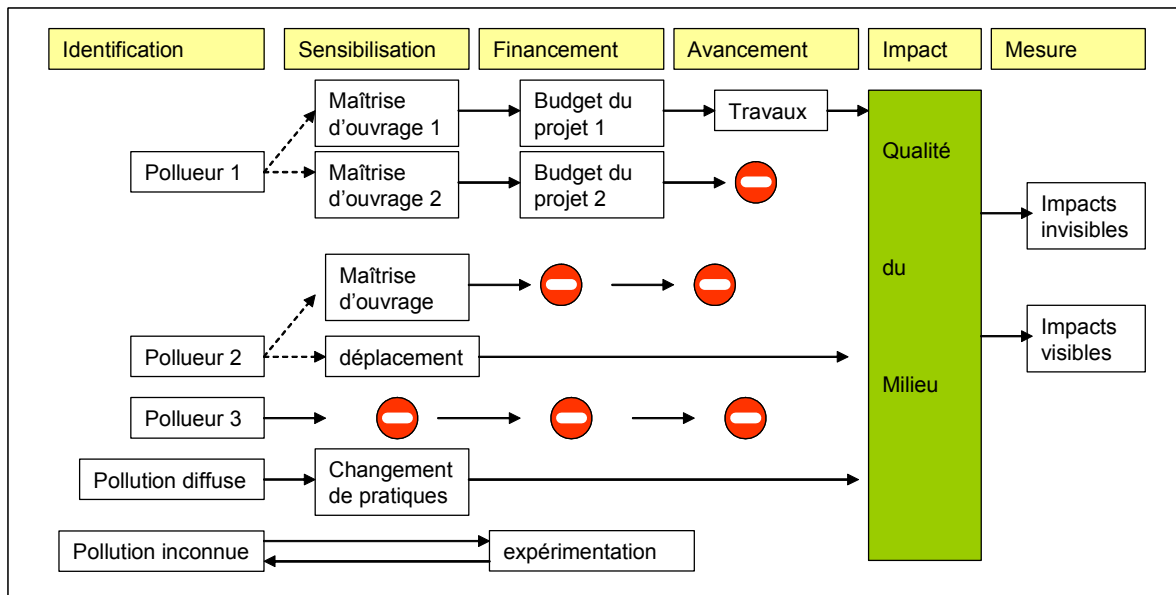 Identification
Sensibilisation
Financement
Avancement
Impact
Mesure
Maîtrise
d'ouvrage 1
Budget du
projet 1
Travaux
Pollueur 1
Maîtrise
d'ouvrage 2
Budget du
projet 2
Qualité
du
Milieu
Impacts
invisibles
Impacts
visibles
Maîtrise
d'ouvrage
Pollueur 2
déplacement
Pollueur 3
Pollution diffuse
Changement
de pratiques
Pollution inconnue
expérimentation